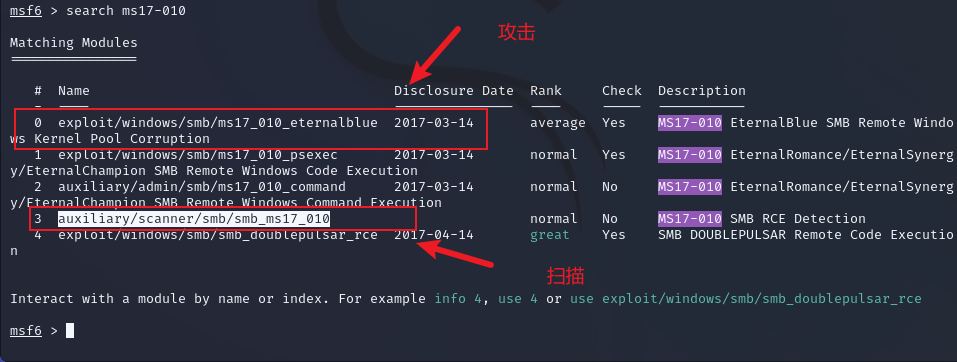 msf6 > search ms17-010
攻击
Matching Modules
================
# Name Disclosure Date Rank Check Description
- ---- --------------- ---- ----- -----------
0 exploit/windows/smb/ms17_010_eternalblue 2017-03-14 average Yes MS17-010 EternalBlue SMB Remote Windo
ws Kernel Pool Corruption
1 exploit/windows/smb/ms17_010_psexec 2017-03-14 normal Yes MS17-010 EternalRomance/EternalSynerg
y/EternalChampion SMB Remote Windows Code Execution
2 auxiliary/admin/smb/ms17_010_command 2017-03-14 normal No MS17-010 EternalRomance/EternalSynerg
y/EternalChampion SMB Remote Windows Command Execution
3 auxiliary/scanner/smb/smb_ms17_010 normal No MS17-010 SMB RCE Detection
4 exploit/windows/smb/smb_doublepulsar_rce 2017-04-14 great Yes SMB DOUBLEPULSAR Remote Code Executio
n
扫描
Interact with a module by name or index. For example info 4, use 4 or use exploit/windows/smb/smb_doublepulsar_rce
msf6 >